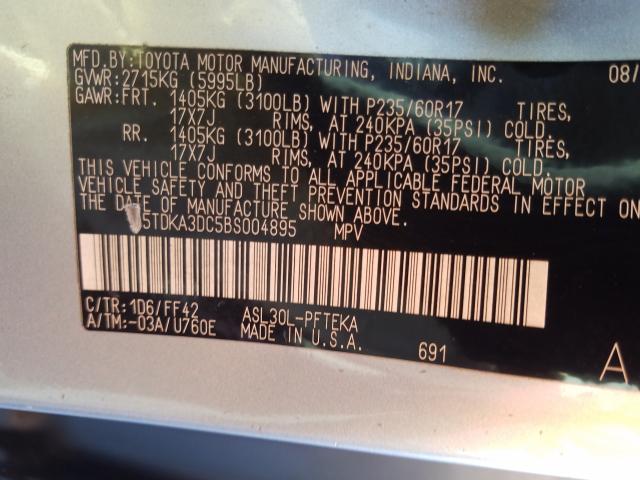 MFD.BY:TOYOTA MOTOR MANUFACTURING, INDIANA, INC. 08/
GVWR:2715KG (5995LB)
GAWR:FRT. 1405KG (3100LB) WITH P235/60R17 TIRES,
17X7J RIMS, AT 240KPA (35PSI) COLD.
RR. 1405KG (3100LB) WITH P235/60R17 TIRES,
17X7J RIMS, AT 240KPA (35PSI) COLD.
THIS VEHICLE CONFORMS TO ALL APPLICABLE FEDERAL MOTOR
VEHICLE SAFETY AND THEFT PREVENTION STANDARDS IN EFFECT
THE DATE OF MANUFACTURE SHOWN ABOVE.
5TDKA3DC5BS004895 MPV
C/TR:1D6/FF42 ASL30L-PFTEKA
A/TM:-03A/U760E MADE IN U.S.A.
691 A